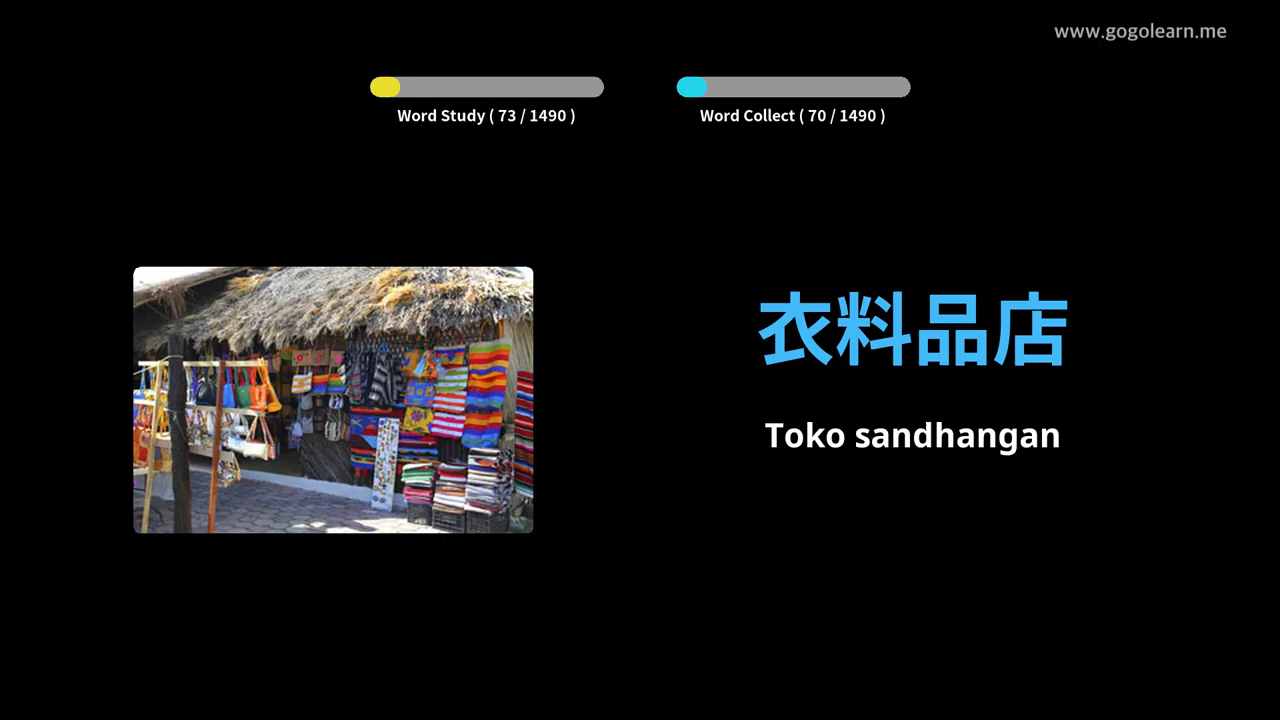 www.gogolearn.me
Word Study ( 73 / 1490 )
Word Collect ( 70 / 1490 )
衣料品店
Toko sandhangan